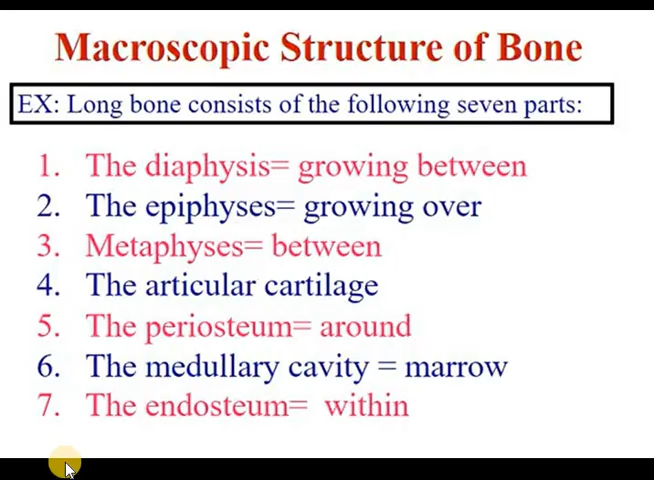 Macroscopic Structure of Bone
EX: Long bone consists of the following seven parts:
1. The diaphysis= growing between
2. The epiphyses= growing over
3. Metaphyses= between
4. The articular cartilage
5. The periosteum= around
6. The medullary cavity = marrow
7. The endosteum= within